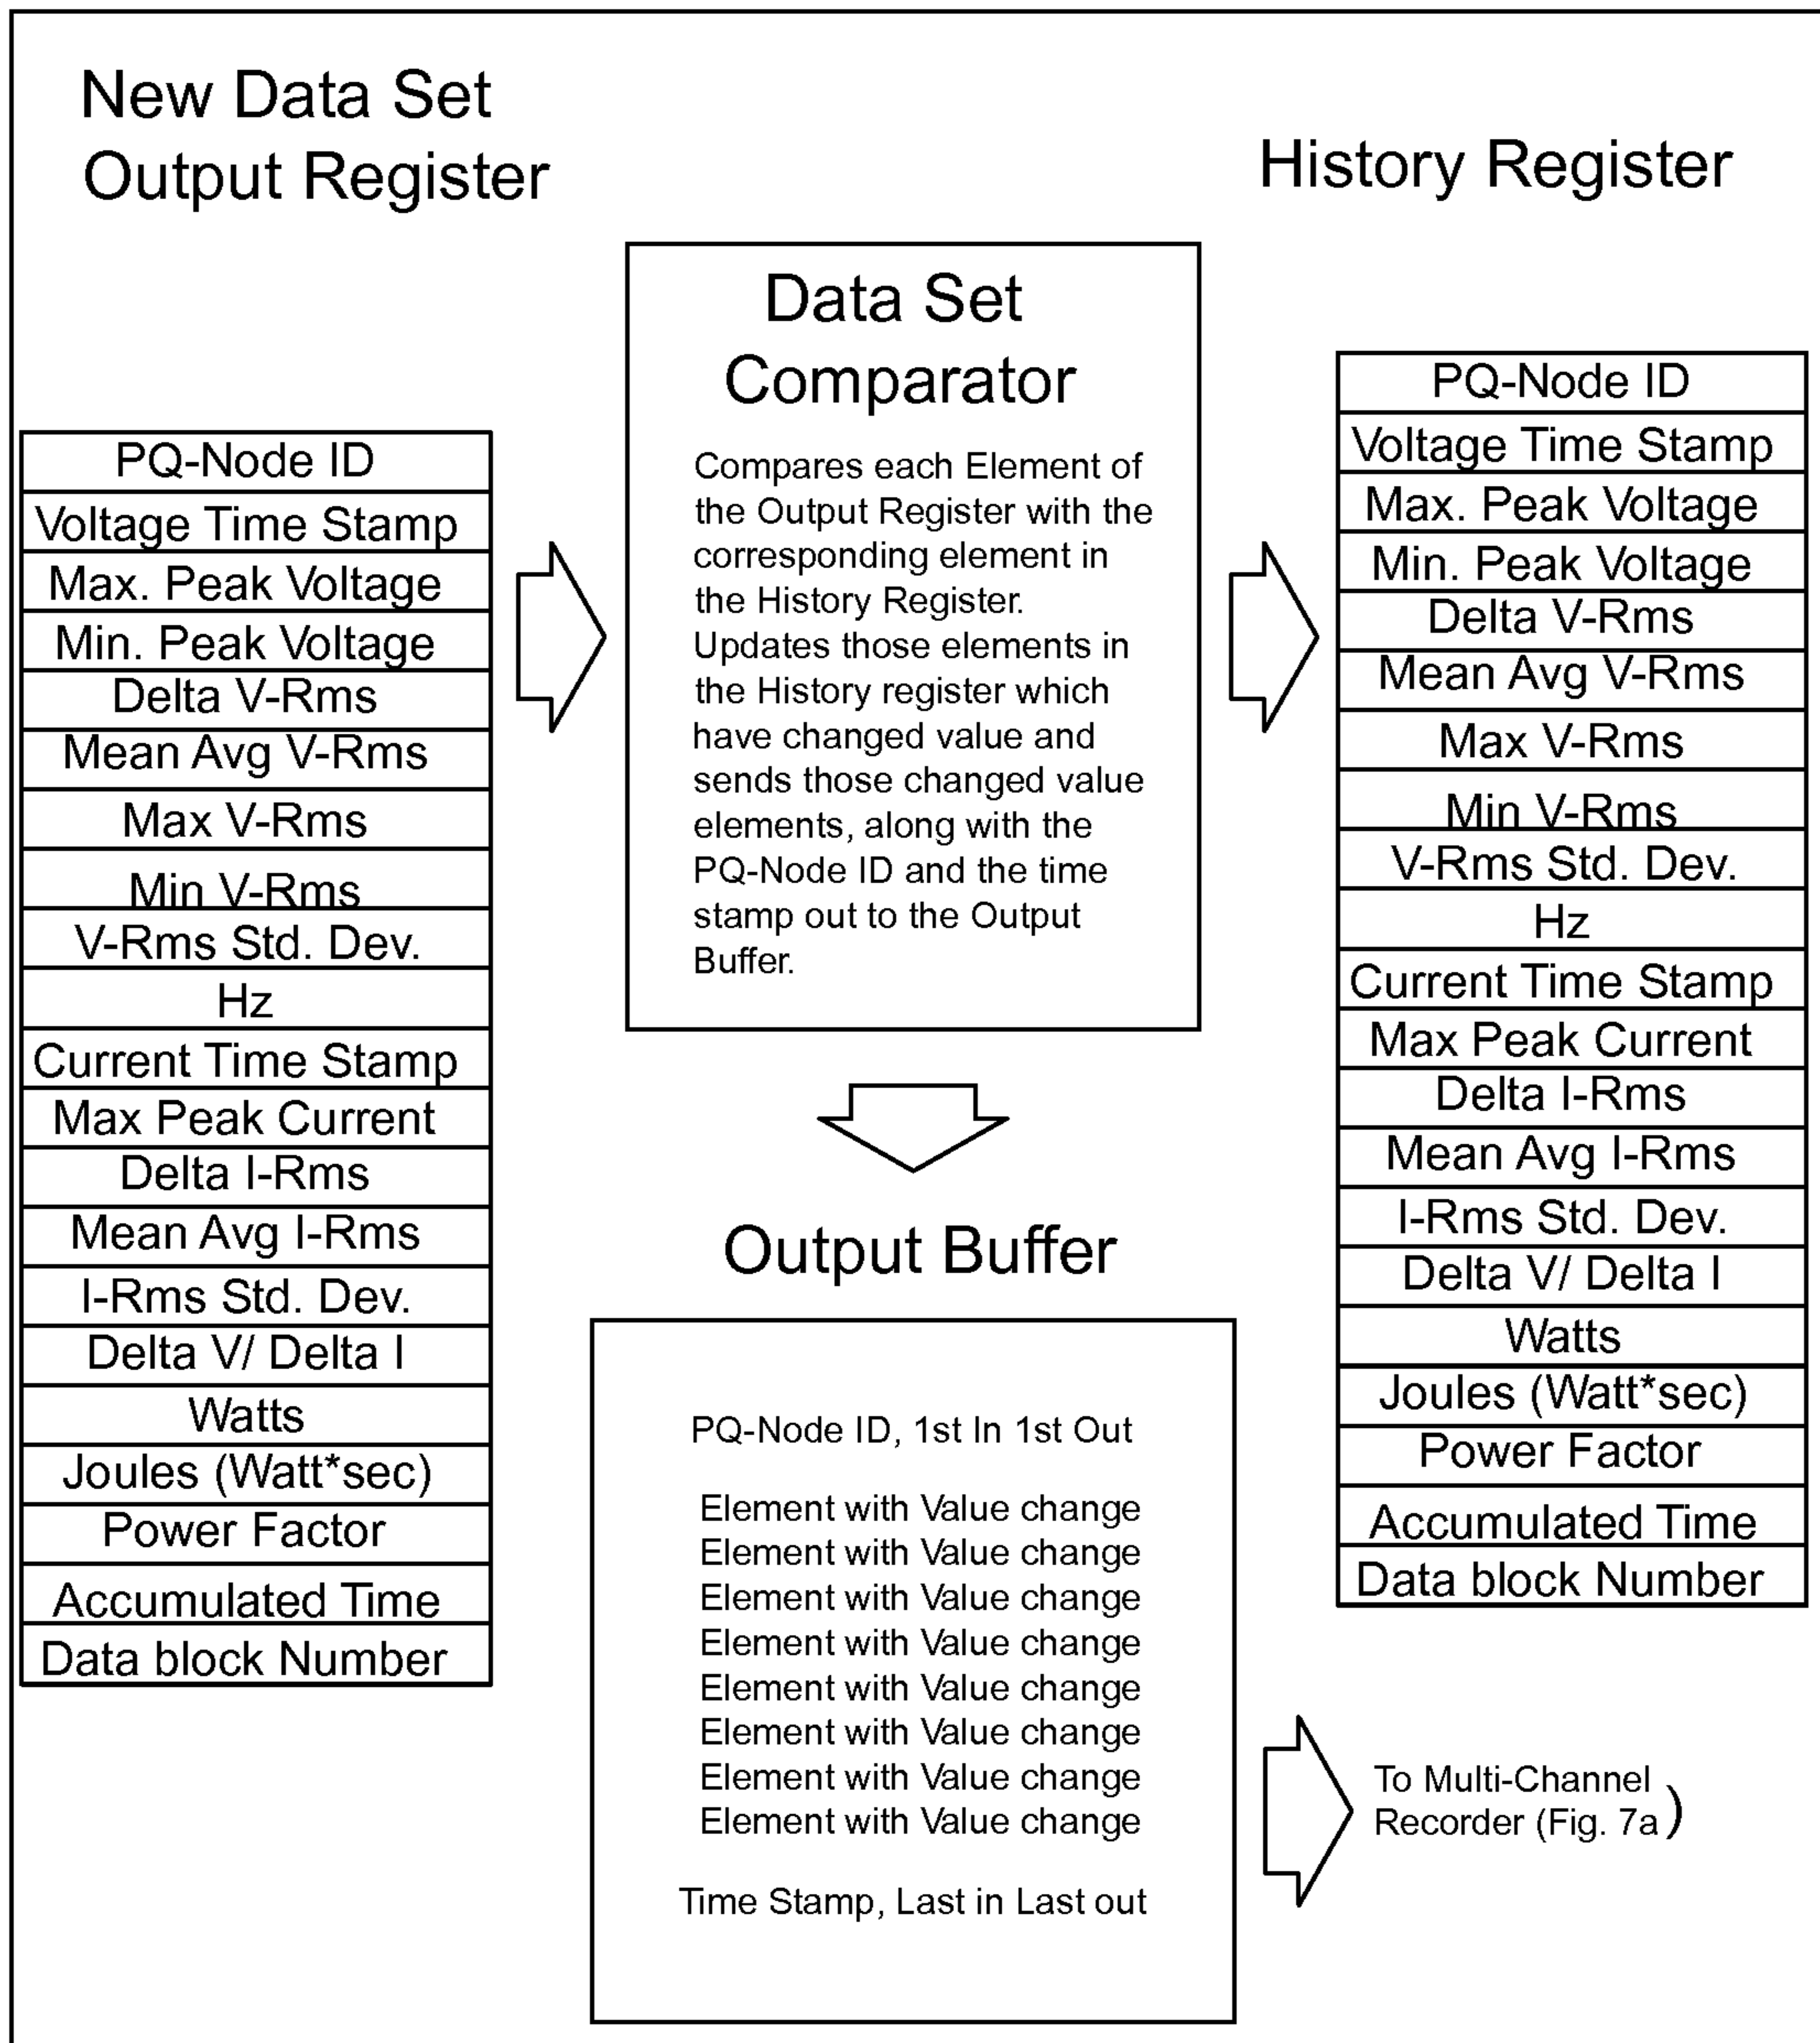 New Data Set
Output Register
PQ-Node ID
Voltage Time Stamp
Max. Peak Voltage
Min. Peak Voltage
Delta V-Rms
Mean Avg V-Rms
Max V-Rms
Min V-Rms
V-Rms Std. Dev.
Hz
Current Time Stamp
Max Peak Current
Delta I-Rms
Mean Avg I-Rms
I-Rms Std. Dev.
Delta V/ Delta I
Watts
Joules (Watt*sec)
Power Factor
Accumulated Time
Data block Number
Data Set
Comparator
Compares each Element of
the Output Register with the
corresponding element in
the History Register.
Updates those elements in
the History register which
have changed value and
sends those changed value
elements, along with the
PQ-Node ID and the time
stamp out to the Output
Buffer.
Output Buffer
PQ-Node ID, 1st In 1st Out
Element with Value change
Element with Value change
Element with Value change
Element with Value change
Element with Value change
Element with Value change
Element with Value change
Element with Value change
Time Stamp, Last in Last out
History Register
PQ-Node ID
Voltage Time Stamp
Max. Peak Voltage
Min. Peak Voltage
Delta V-Rms
Mean Avg V-Rms
Max V-Rms
Min V-Rms
V-Rms Std. Dev.
Hz
Current Time Stamp
Max Peak Current
Delta I-Rms
Mean Avg I-Rms
I-Rms Std. Dev.
Delta V/ Delta I
Watts
Joules (Watt*sec)
Power Factor
Accumulated Time
Data block Number
To Multi-Channel
Recorder (Fig. 7a)